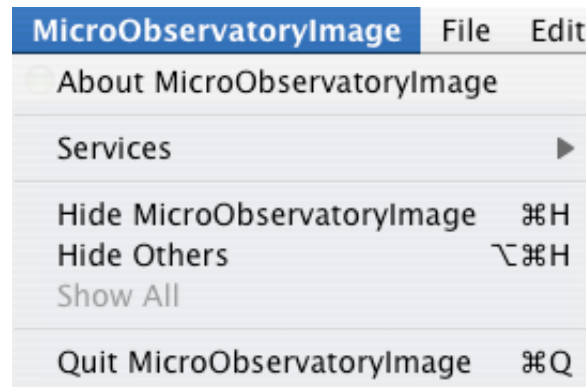 MicroObservatoryImage File Edit
About MicroObservatoryImage
Services
Hide MicroObservatoryImage ⌘H
Hide Others ⌥⌘H
Show All
Quit MicroObservatoryImage ⌘Q